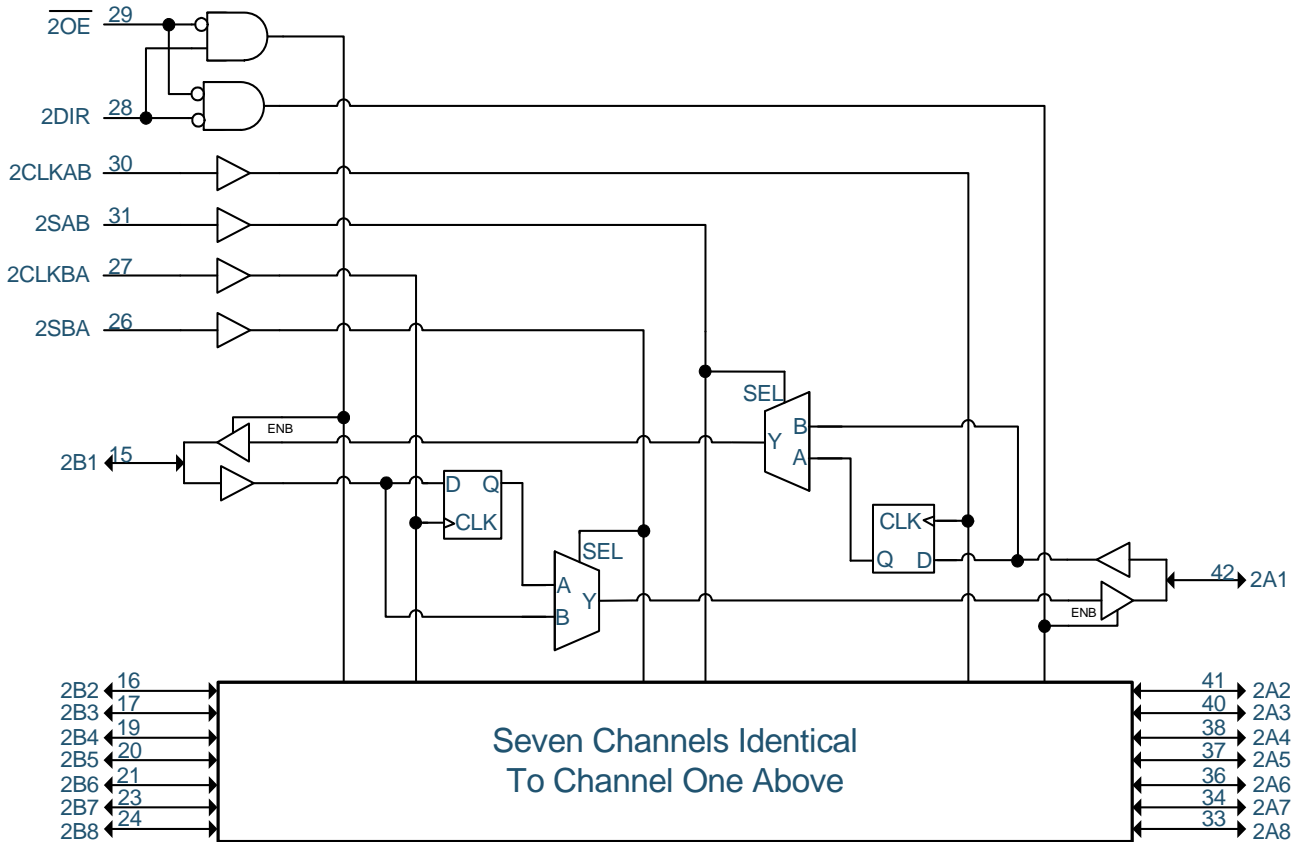 2OE 29
2DIR 28
2CLKAB 30
2SAB 31
2CLKBA 27
2SBA 26
SEL
B
Y
A
ENB
2B1 15
D Q
CLK
CLK
Q D
SEL
A
Y
B
42 2A1
ENB
2B2 16
2B3 17
2B4 19
2B5 20
2B6 21
2B7 23
2B8 24
Seven Channels Identical
To Channel One Above
41 2A2
40 2A3
38 2A4
37 2A5
36 2A6
34 2A7
33 2A8